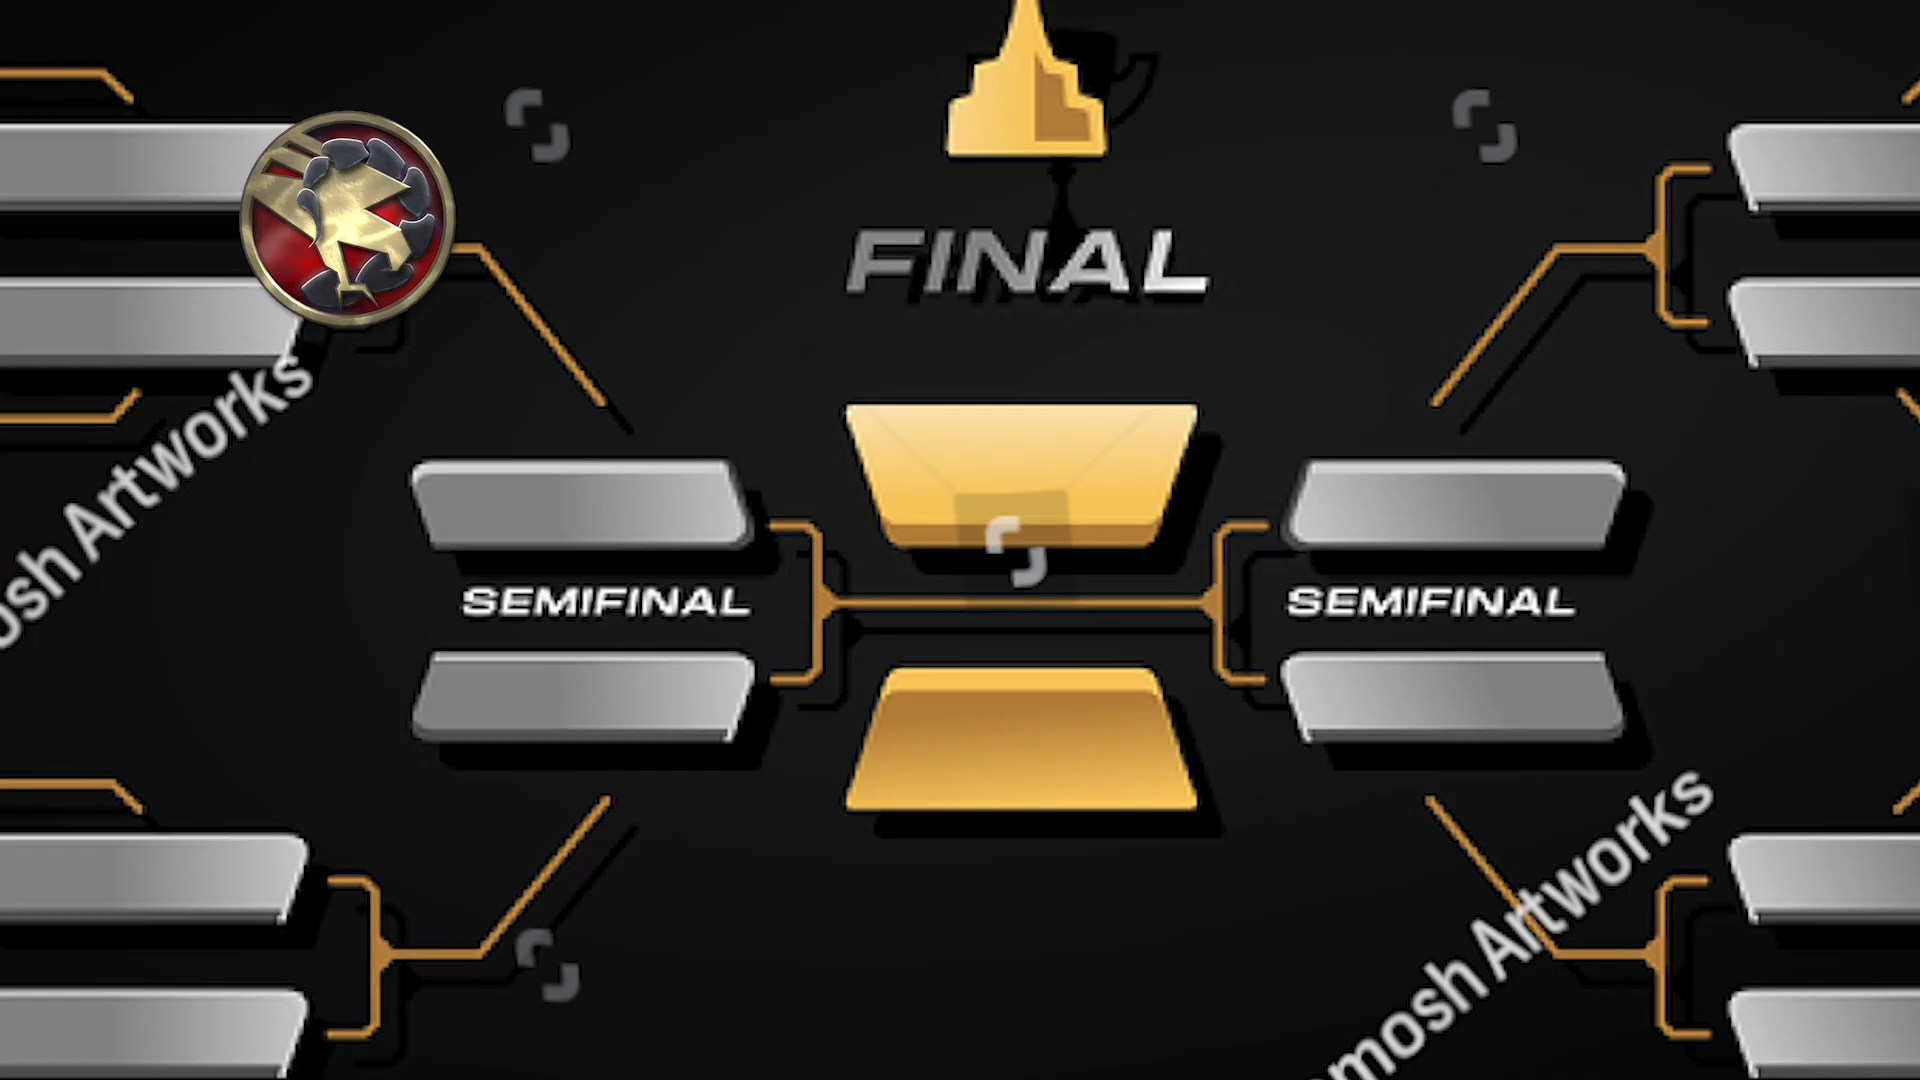 FINAL
osh Artworks
SEMIFINAL
SEMIFINAL
mosh Artworks